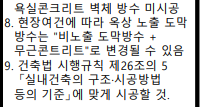 욕실콘크리트 벽체 방수 미시공
8. 현장여건에 따라 옥상 노출 도막
방수는 "비노출 도막방수 +
무근콘크리트"로 변경될 수 있음
9. 건축법 시행규칙 제26조의 5
「실내건축의 구조·시공방법
등의 기준」에 맞게 시공할 것.